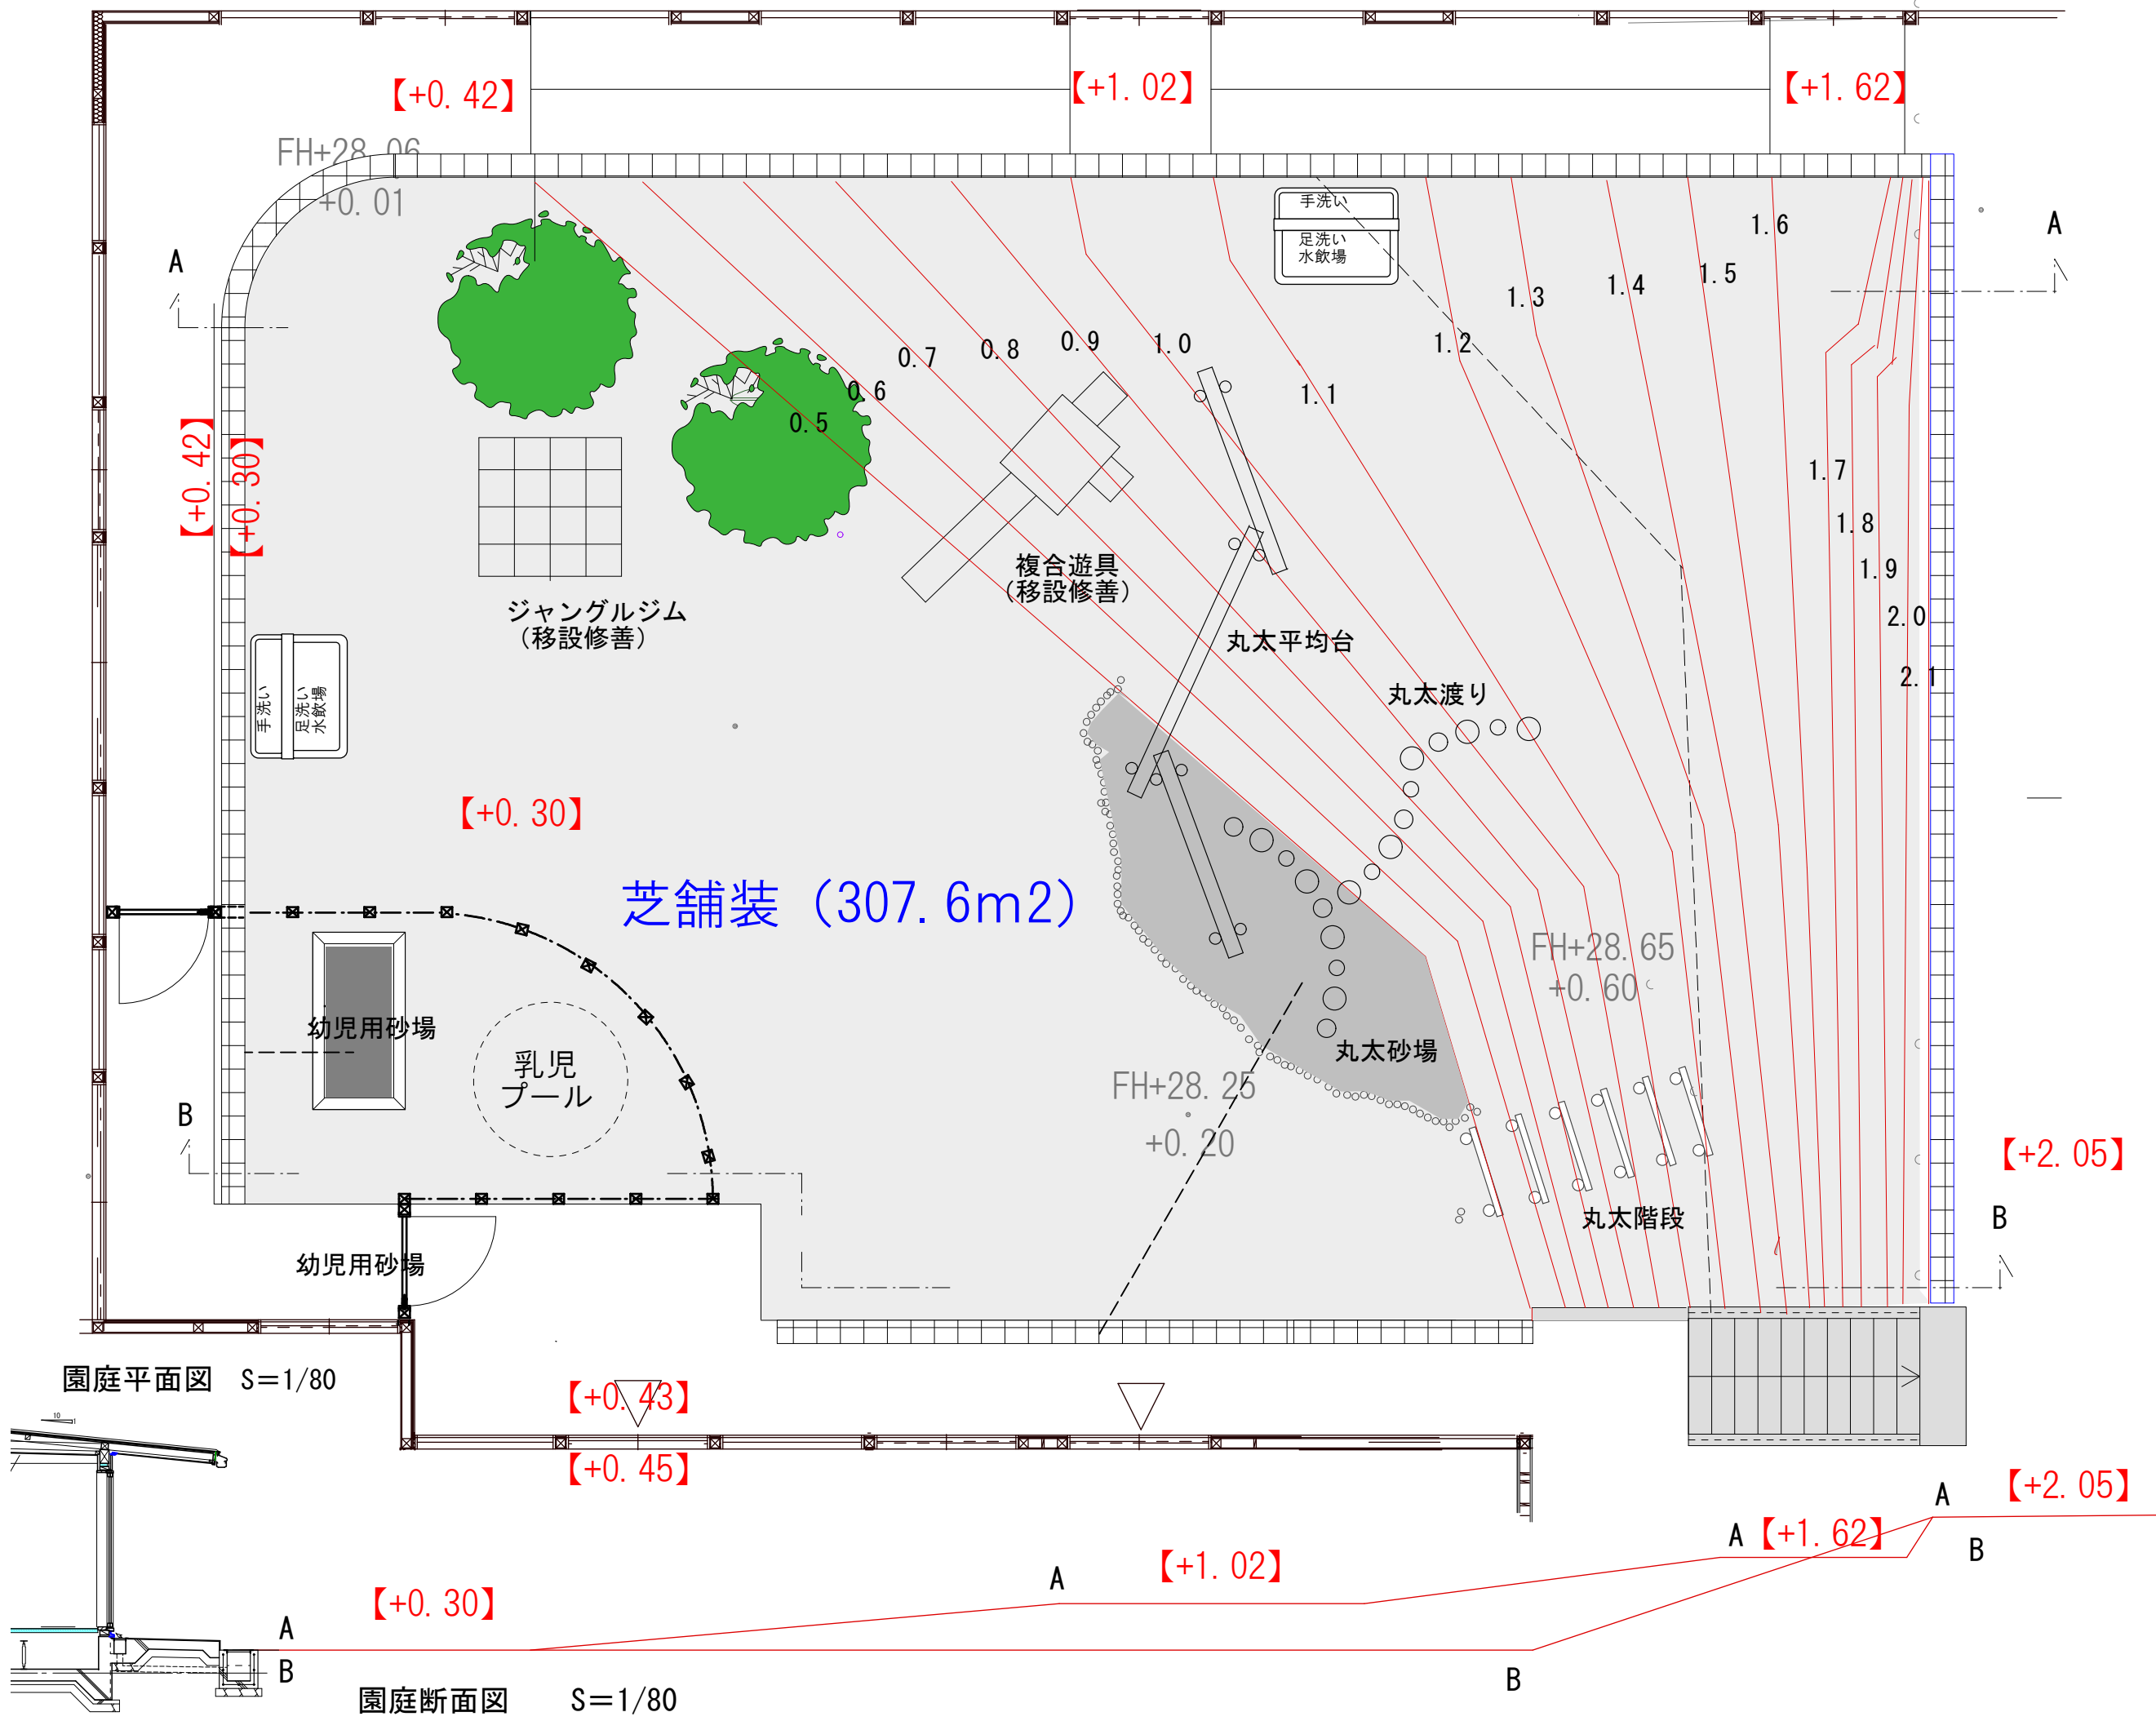 【+0.42】
【+1.02】
【+1.62】
FH+28.06
+0.01
手洗い
足洗い
水飲場
A
A
1.6
1.5
1.4
1.3
1.2
1.1
1.0
0.9
0.8
0.7
0.6
0.5
1.7
1.8
1.9
2.0
2.1
【+0.42】
【+0.30】
複合遊具
(移設修善)
ジャングルジム
(移設修善)
丸太平均台
丸太渡り
手洗い
足洗い
水飲場
【+0.30】
芝舗装（307.6m2）
FH+28.65
+0.60
幼児用砂場
乳児
プール
丸太砂場
FH+28.25
+0.20
B
【+2.05】
丸太階段
B
幼児用砂場
園庭平面図 S=1/80
【+0.43】
【+0.45】
10
1
【+2.05】
A
【+1.62】
A
B
【+1.02】
A
【+0.30】
A
B
B
園庭断面図 S=1/80